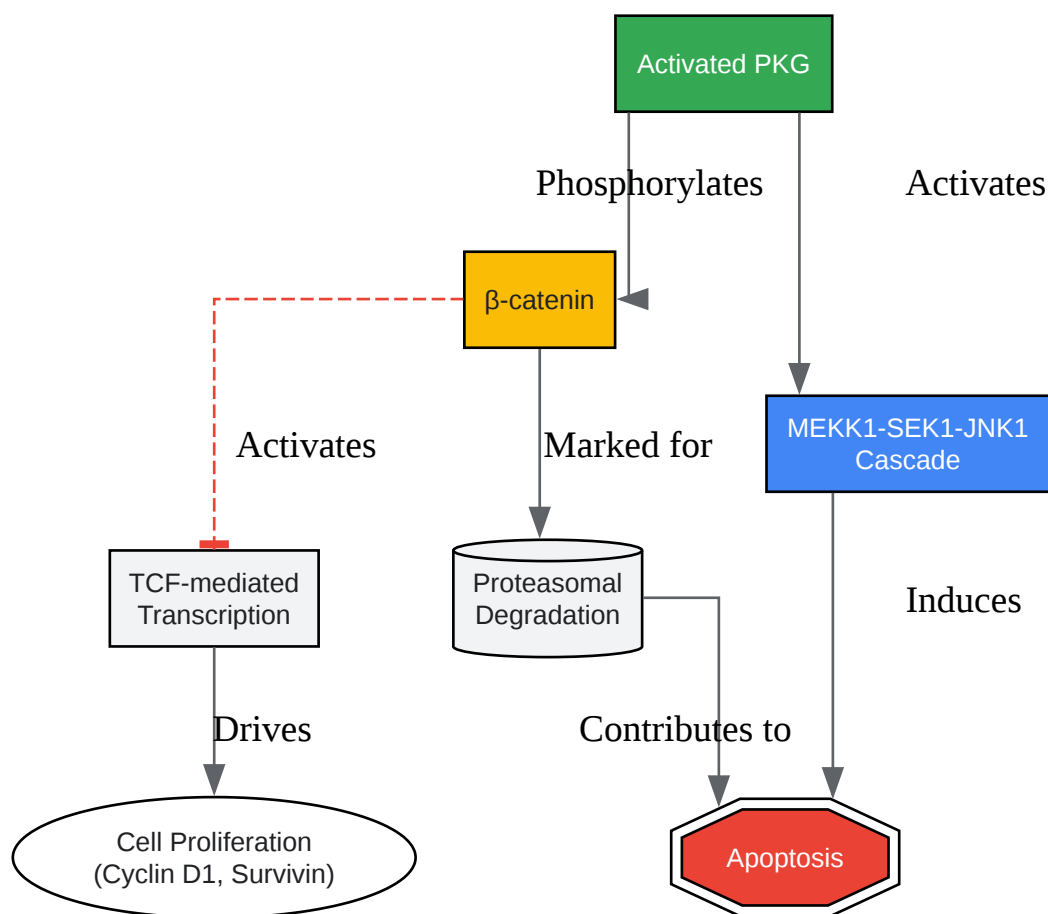 Activated PKG
Phosphorylates
Activates
β-catenin
MEKK1-SEK1-JNK1
Cascade
Activates
Marked for
TCF-mediated
Transcription
Proteasomal
Degradation
Induces
Drives
Contributes to
Cell Proliferation
(Cyclin D1, Survivin)
Apoptosis